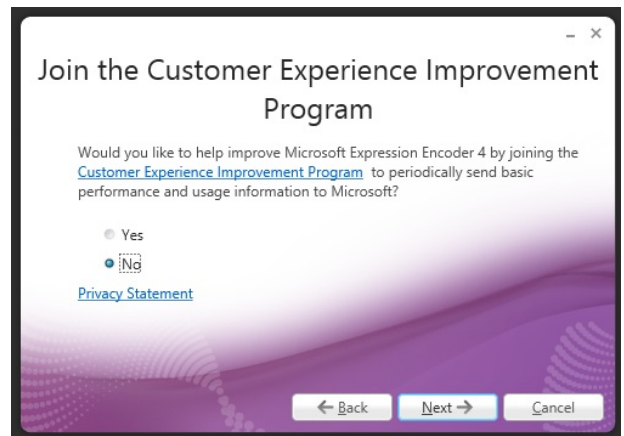 Join the Customer Experience Improvement
Program
Would you like to help improve Microsoft Expression Encoder 4 by joining the
Customer Experience Improvement Program to periodically send basic
performance and usage information to Microsoft?
Yes
No
Privacy Statement
← Back Next → Cancel